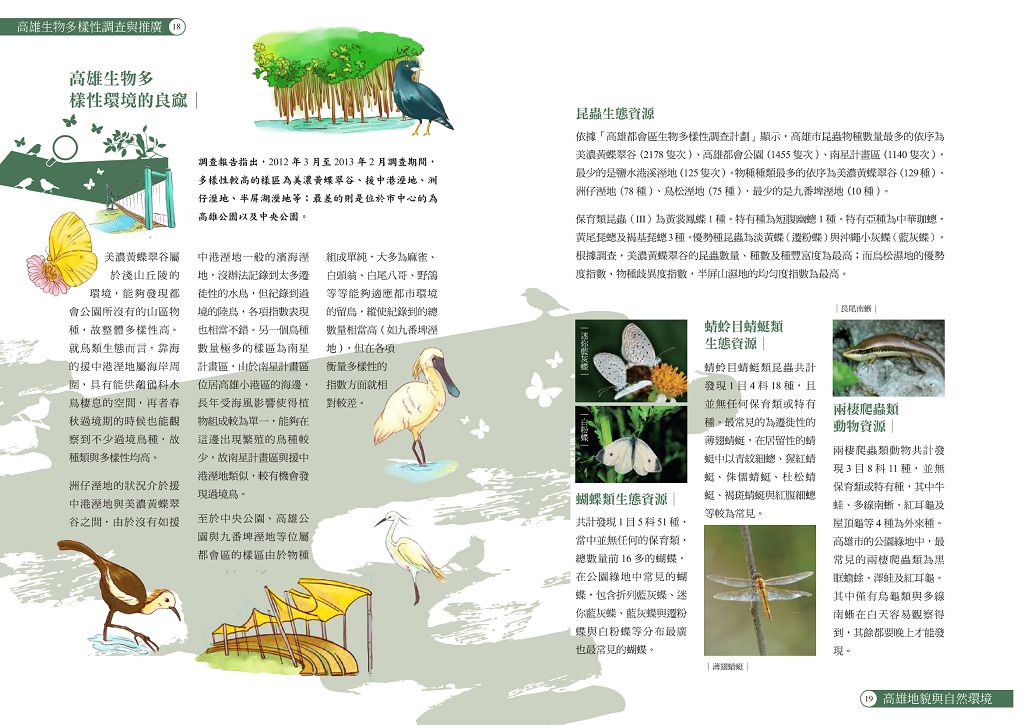 高雄生物多樣性調查與推廣 18
高雄生物多
樣性環境的良窳
調查報告指出，2012 年 3 月至 2013 年 2 月調查期間，
多樣性較高的樣區為美濃黃蝶翠谷、援中港溼地、洲
仔溼地、半屏湖溼地等；最差的則是位於市中心的為
高雄公園以及中央公園。
美濃黃蝶翠谷屬
於淺山丘陵的
環境，能夠發現都
會公園所沒有的山區物
種，故整體多樣性高。
就鳥類生態而言，靠海
的援中港溼地屬海岸周
圍，具有能供鷸鴴科水
鳥棲息的空間，再者春
秋過境期的時候也能觀
察到不少過境鳥種，故
種類與多樣性均高。
洲仔溼地的狀況介於援
中港溼地與美濃黃蝶翠
谷之間，由於沒有如援
中港溼地一般的濱海溼
地，沒辦法記錄到太多遷
徙性的水鳥，但紀錄到過
境的陸鳥，各項指數表現
也相當不錯。另一個鳥種
數量極多的樣區為南星
計畫區，由於南星計畫區
位居高雄小港區的海邊，
長年受海風影響使得植
物組成較為單一，能夠在
這邊出現繁殖的鳥種較
少，故南星計畫區與援中
港溼地類似，較有機會發
現過境鳥。
至於中央公園、高雄公
園與九番埤溼地等位屬
都會區的樣區由於物種
組成單純，大多為麻雀、
白頭翁、白尾八哥、野鴿
等等能夠適應都市環境
的留鳥，縱使紀錄到的總
數量相當高（如九番埤溼
地），但在各項
衡量多樣性的
指數方面就相
對較差。
昆蟲生態資源
依據「高雄都會區生物多樣性調查計劃」顯示，高雄市昆蟲物種數量最多的依序為
美濃黃蝶翠谷（2178 隻次）、高雄都會公園（1455 隻次）、南星計畫區（1140 隻次），
最少的是鹽水港溪溼地（125 隻次）。物種種類最多的依序為美濃黃蝶翠谷（129 種）、
洲仔溼地（78 種）、鳥松溼地（75 種），最少的是九番埤溼地（10 種）。
保育類昆蟲（III）為黃裳鳳蝶 1 種。特有種為短腹幽蟌 1 種。特有亞種為中華珈蟌，
黃尾琵蟌及褐基琵蟌 3 種。優勢種昆蟲為淡黃蝶（遷粉蝶）與沖繩小灰蝶（藍灰蝶）。
根據調查，美濃黃蝶翠谷的昆蟲數量、種數及種豐富度為最高；而鳥松濕地的優勢
度指數、物種歧異度指數，半屏山濕地的均勻度指數為最高。
｜迷你藍灰蝶｜
｜白粉蝶｜
蝴蝶類生態資源｜
共計發現 1 目 5 科 51 種，
當中並無任何的保育類，
總數量前 16 多的蝴蝶，
在公園綠地中常見的蝴
蝶，包含折列藍灰蝶、迷
你藍灰蝶、藍灰蝶與遷粉
蝶與白粉蝶等分布最廣
也最常見的蝴蝶。
蜻蛉目蜻蜓類
生態資源｜
蜻蛉目蜻蜓類昆蟲共計
發現 1 目 4 科 18 種，且
並無任何保育類或特有
種。最常見的為遷徙性的
薄翅蜻蜓，在居留性的蜻
蜓中以青紋細蟌、猩紅蜻
蜓、侏儒蜻蜓、杜松蜻
蜓、褐斑蜻蜓與紅腹細蟌
等較為常見。
｜薄翅蜻蜓｜
｜長尾南蜥｜
兩棲爬蟲類
動物資源｜
兩棲爬蟲類動物共計發
現 3 目 8 科 11 種，並無
保育類或特有種，其中牛
蛙、多線南蜥、紅耳龜及
屋頂龜等 4 種為外來種。
高雄市的公園綠地中，最
常見的兩棲爬蟲類為黑
眶蟾蜍、澤蛙及紅耳龜。
其中僅有烏龜類與多線
南蜥在白天容易觀察得
到，其餘都要晚上才能發
現。
19 高雄地貌與自然環境